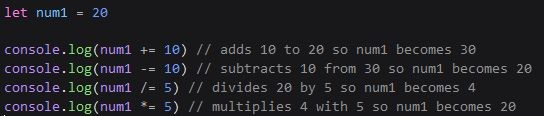 let num1 = 20
console.log(num1 += 10) // adds 10 to 20 so num1 becomes 30
console.log(num1 -= 10) // subtracts 10 from 30 so num1 becomes 20
console.log(num1 /= 5) // divides 20 by 5 so num1 becomes 4
console.log(num1 *= 5) // multiplies 4 with 5 so num1 becomes 20